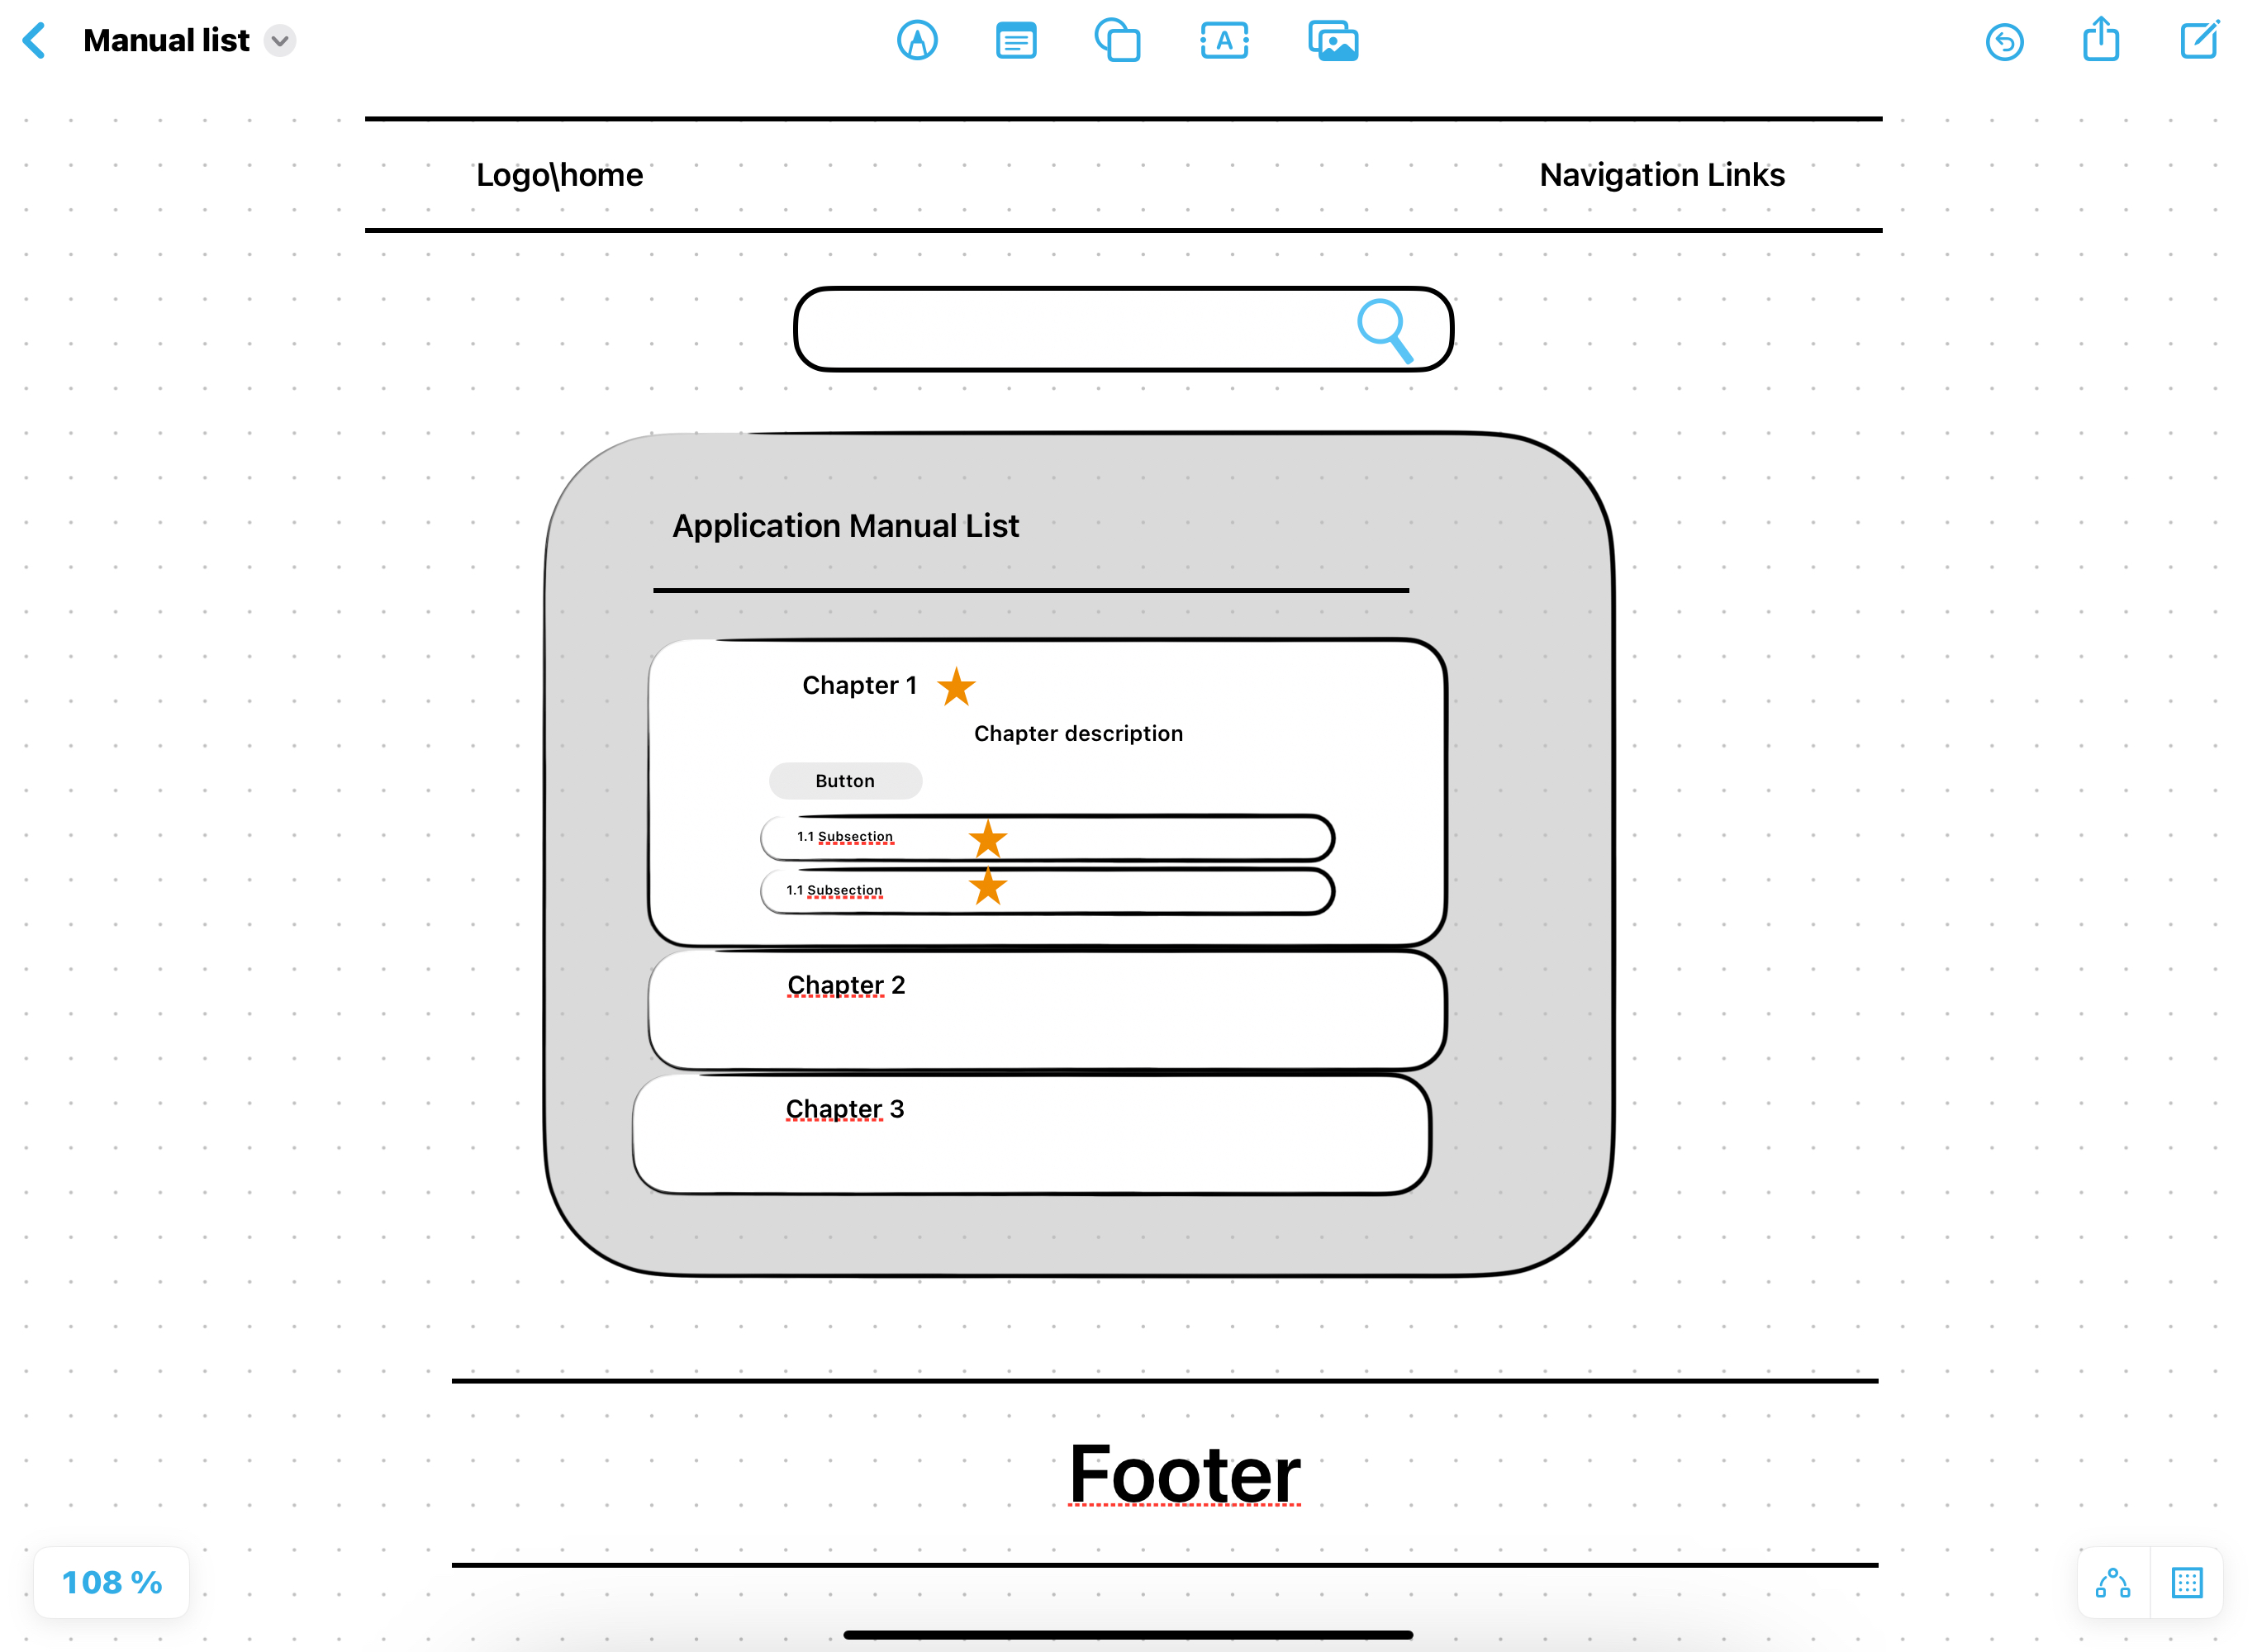 Manual list
Logo\home
Navigation Links
Application Manual List
Chapter 1
Chapter description
Button
1.1 Subsection
1.1 Subsection
Chapter 2
Chapter 3
Footer
108 %